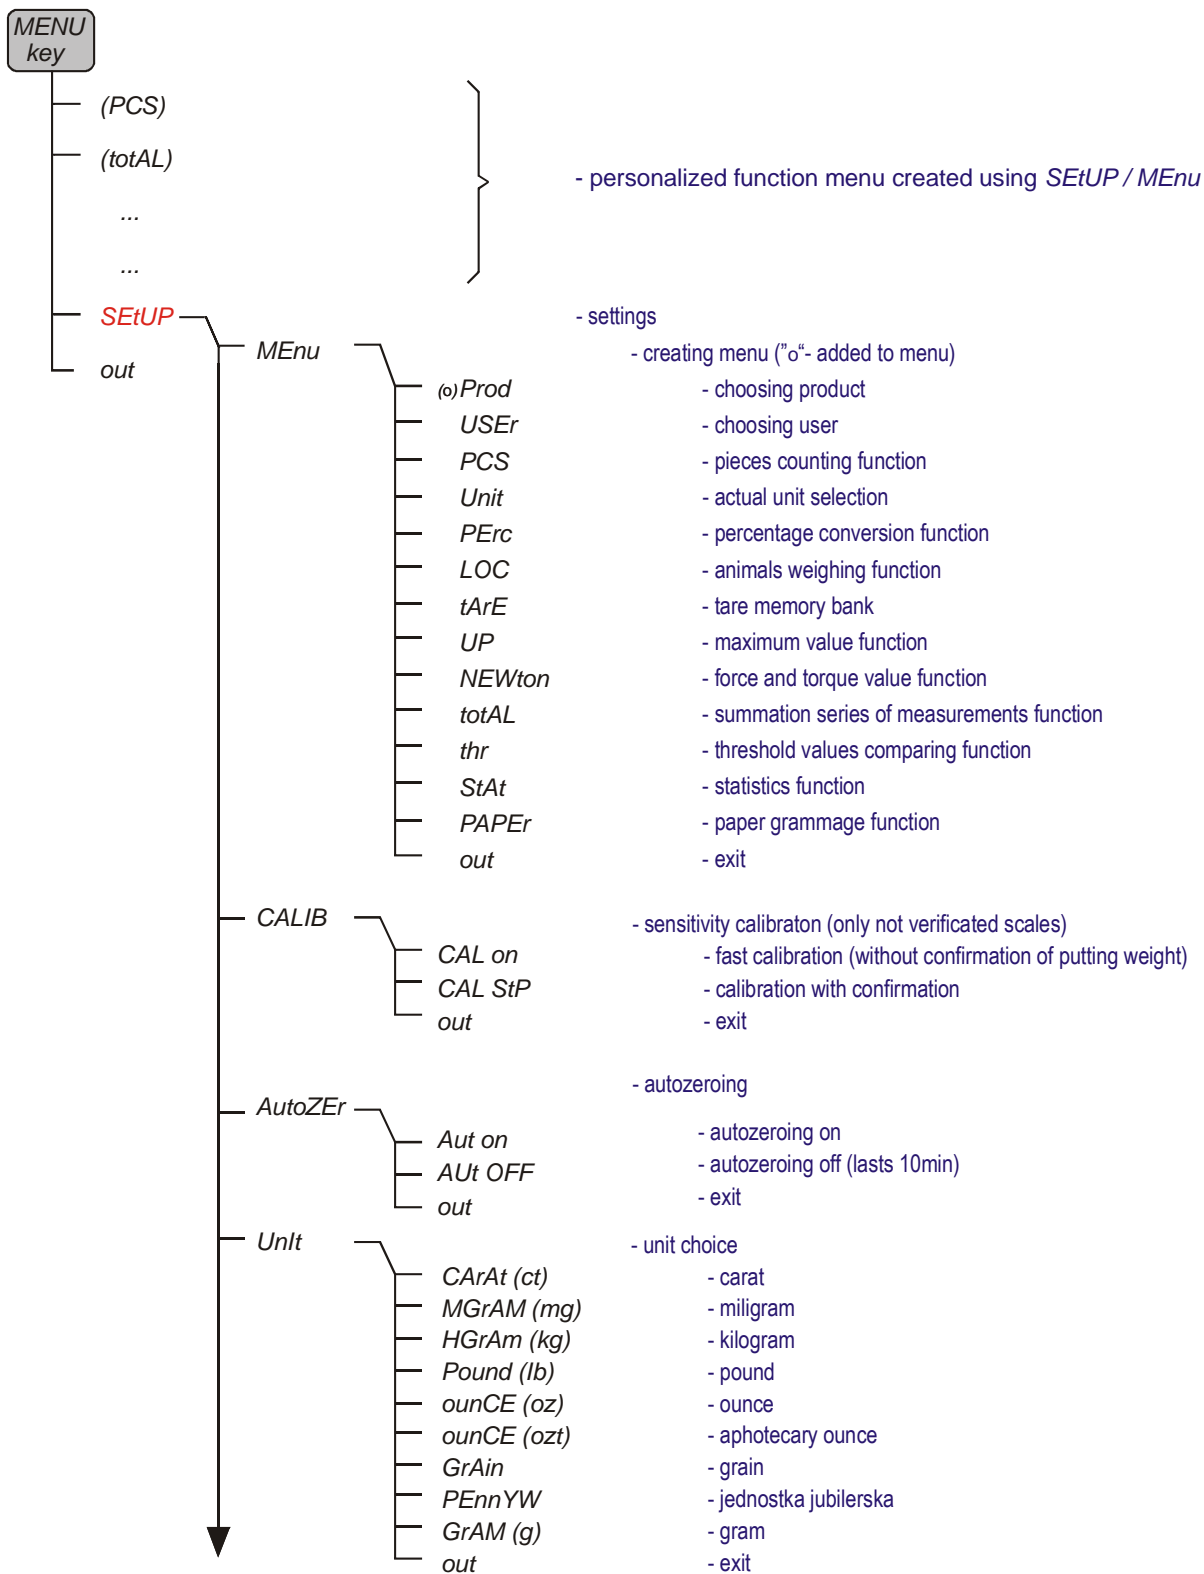 MENU
key
(PCS)
(totAL)
- personalized function menu created using SEtUP / MEnu
...
...
SEtUP - settings
MEnu - creating menu ("o“- added to menu)
out
(o) Prod - choosing product
USEr - choosing user
PCS - pieces counting function
Unit - actual unit selection
PErc - percentage conversion function
LOC - animals weighing function
tArE - tare memory bank
UP - maximum value function
NEWton - force and torque value function
totAL - summation series of measurements function
thr - threshold values comparing function
StAt - statistics function
PAPEr - paper grammage function
out - exit
CALIB - sensitivity calibraton (only not verificated scales)
CAL on - fast calibration (without confirmation of putting weight)
CAL StP - calibration with confirmation
out - exit
AutoZEr - autozeroing
Aut on - autozeroing on
AUt OFF - autozeroing off (lasts 10min)
out - exit
UnIt - unit choice
CArAt (ct) - carat
MGrAM (mg) - miligram
HGrAm (kg) - kilogram
Pound (lb) - pound
ounCE (oz) - ounce
ounCE (ozt) - aphotecary ounce
GrAin - grain
PEnnYW - jednostka jubilerska
GrAM (g) - gram
out - exit